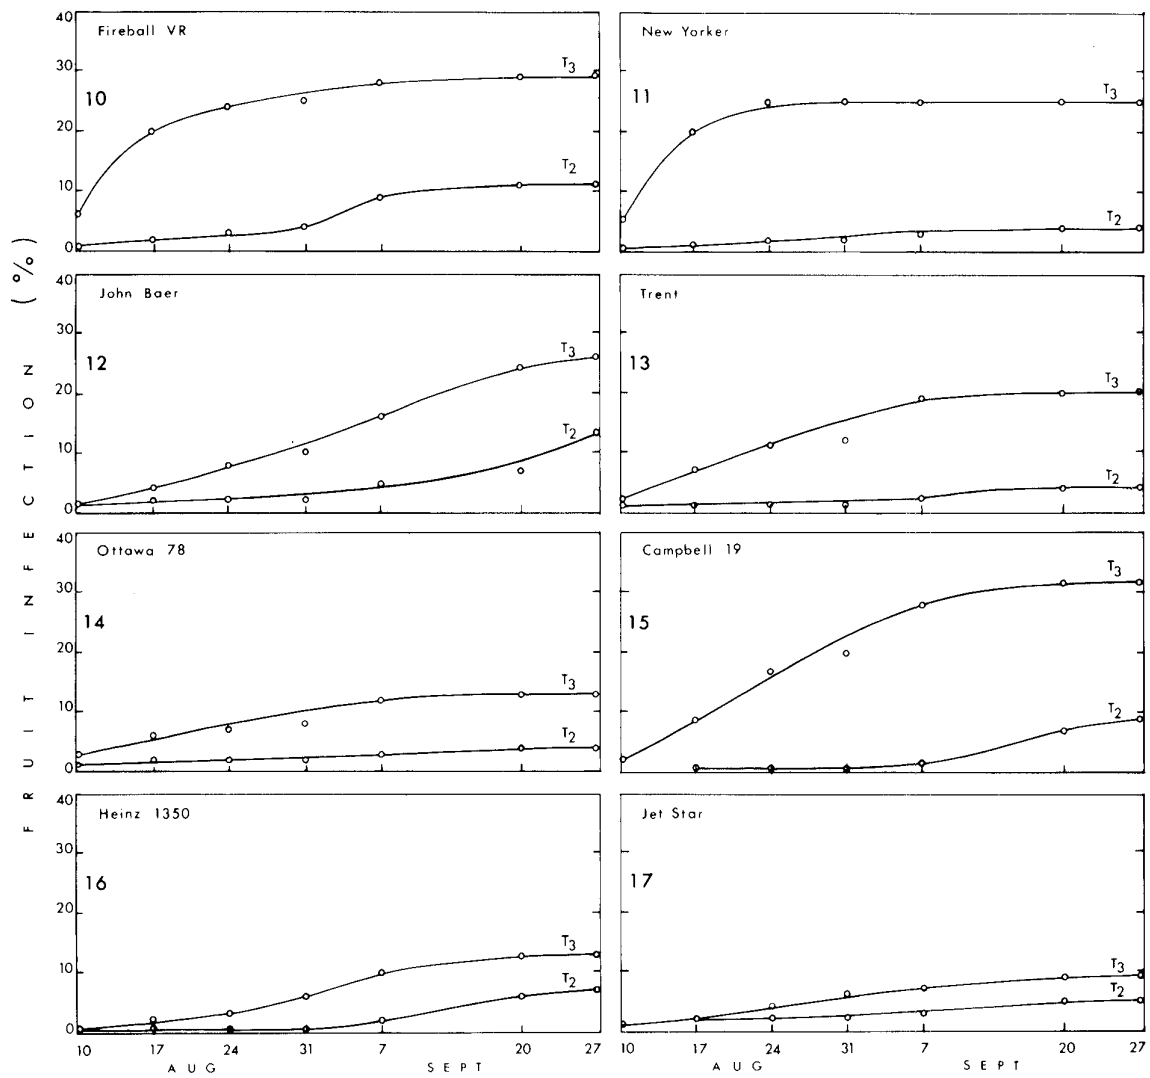 FRUIT INFECTION (%)
40
Fireball VR
30
10
20
10
0
T3
T2
New Yorker
11
T3
T2
40
John Baer
30
12
20
10
0
T3
T2
Trent
13
T3
T2
40
Ottawa 78
30
14
20
10
0
T3
T2
Campbell 19
15
T3
T2
40
Heinz 1350
30
16
20
10
0
T3
T2
10 17 24 31 7 20 27
AUG SEPT
Jet Star
17
T3
T2
10 17 24 31 7 20 27
AUG SEPT